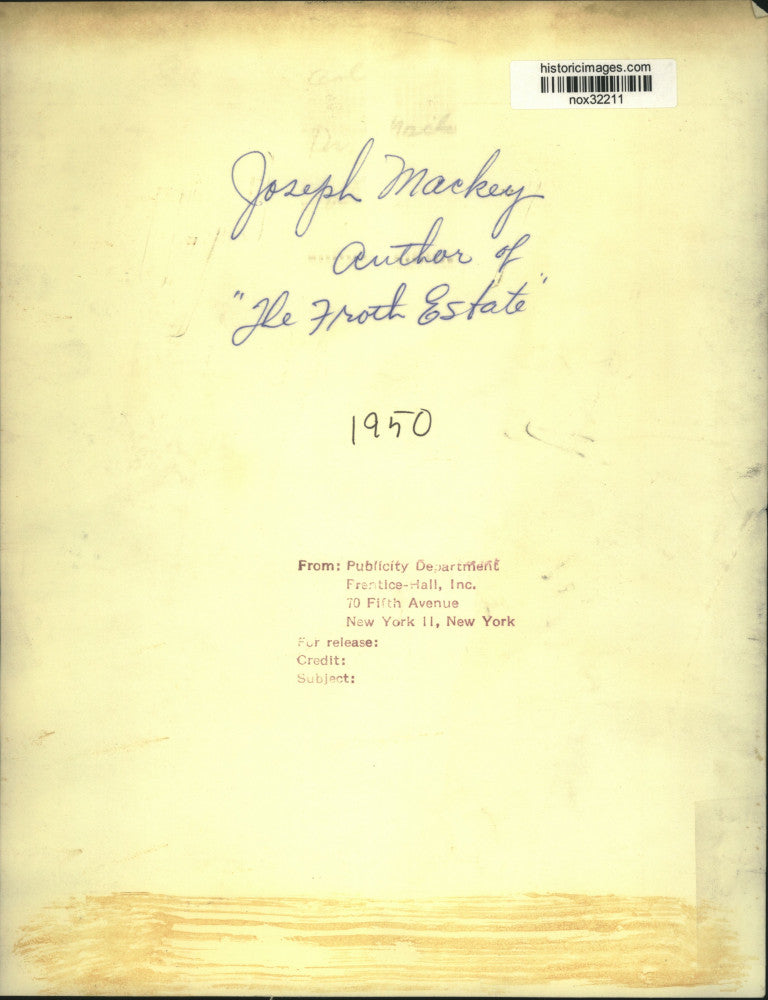 historicimages.com
nox32211
Joseph Mackey
author of
"The Froth Estate"
1950
From: Publicity Department
Prentice-Hall, Inc.
70 Fifth Avenue
New York 11, New York
For release:
Credit:
Subject: